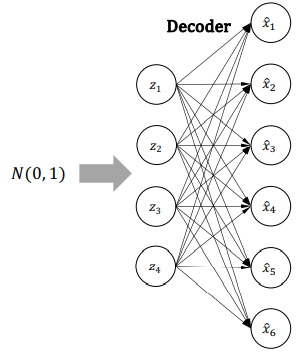 Decoder
N(0, 1)
z₁
z₂
z₃
z₄
x̂₁
x̂₂
x̂₃
x̂₄
x̂₅
x̂₆